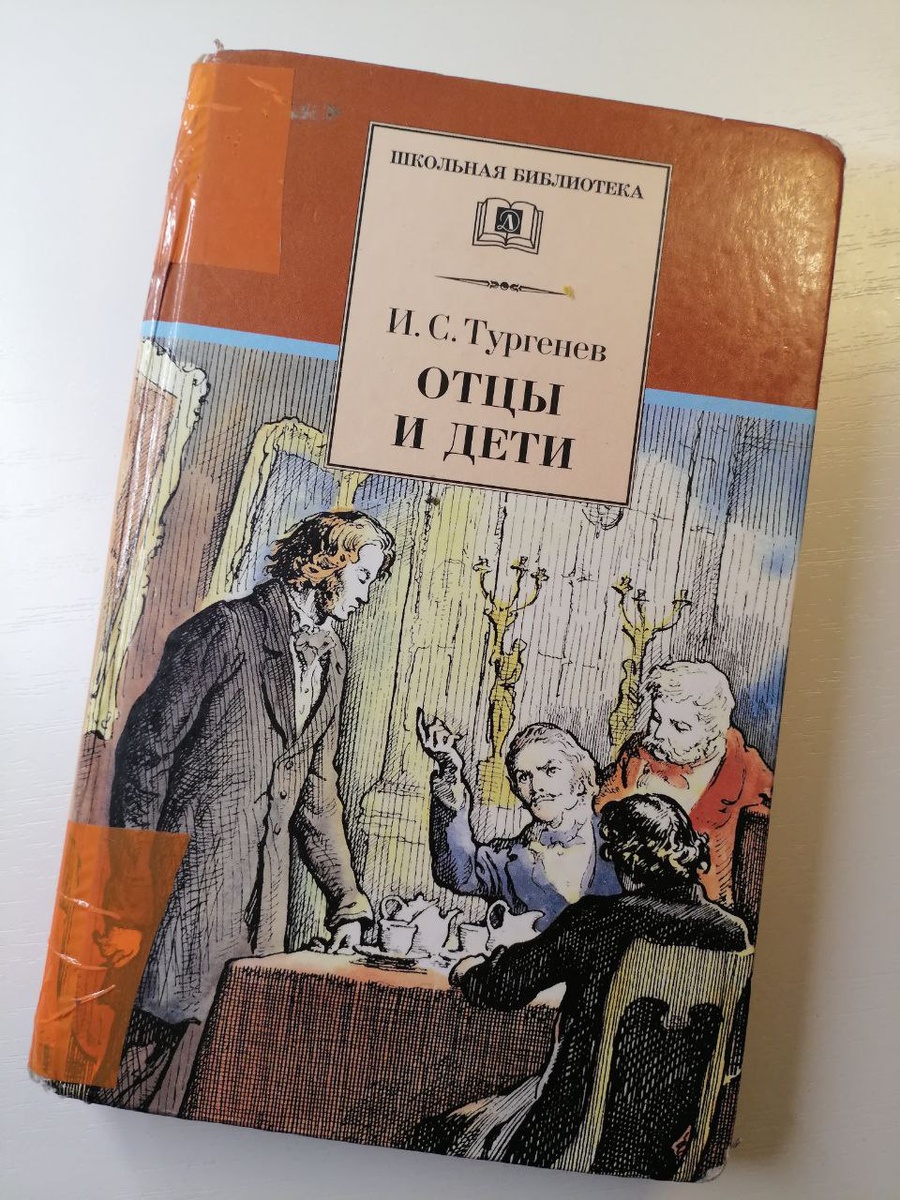 ШКОЛЬНАЯ БИБЛИОТЕКА
Л
И. С. Тургенев
ОТЦЫ
И ДЕТИ